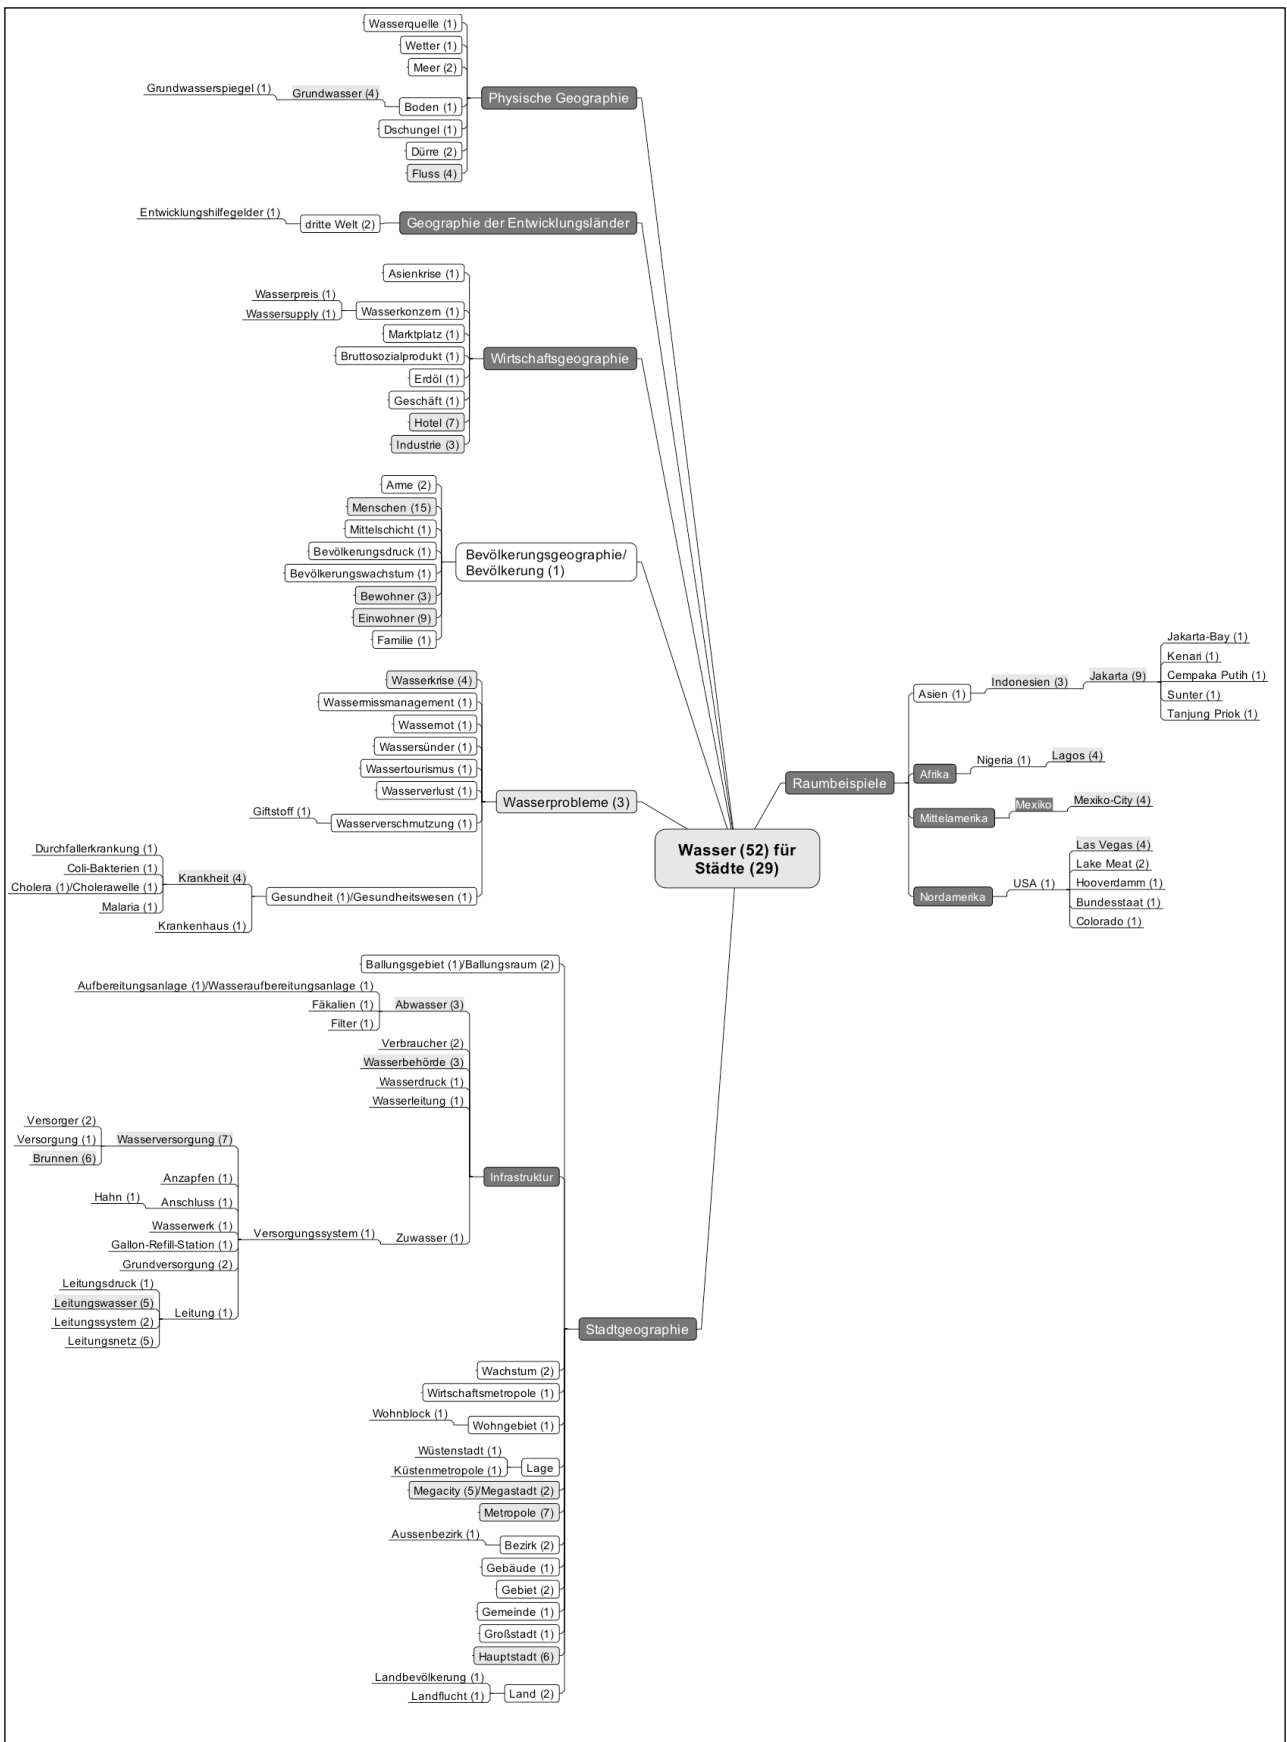 Wasserquelle (1)
Wetter (1)
Meer (2)
Grundwasserspiegel (1)
Grundwasser (4)
Boden (1)
Dschungel (1)
Dürre (2)
Fluss (4)
Physische Geographie
Entwicklungshilfegelder (1)
dritte Welt (2)
Geographie der Entwicklungsländer
Asienkrise (1)
Wasserpreis (1)
Wassersupply (1)
Wasserkonzern (1)
Marktplatz (1)
Bruttosozialprodukt (1)
Erdöl (1)
Geschäft (1)
Hotel (7)
Industrie (3)
Wirtschaftsgeographie
Arme (2)
Menschen (15)
Mittelschicht (1)
Bevölkerungsdruck (1)
Bevölkerungswachstum (1)
Bewohner (3)
Einwohner (9)
Familie (1)
Bevölkerungsgeographie/
Bevölkerung (1)
Wasserkrise (4)
Wassermissmanagement (1)
Wassernot (1)
Wassersünder (1)
Wassertourismus (1)
Wasserverlust (1)
Giftstoff (1)
Wasserverschmutzung (1)
Durchfallerkrankung (1)
Coli-Bakterien (1)
Cholera (1)/Cholerawelle (1)
Malaria (1)
Krankheit (4)
Krankenhaus (1)
Gesundheit (1)/Gesundheitswesen (1)
Wasserprobleme (3)
Wasser (52) für
Städte (29)
Raumbeispiele
Asien (1)
Indonesien (3)
Jakarta (9)
Jakarta-Bay (1)
Kenari (1)
Cempaka Putih (1)
Sunter (1)
Tanjung Priok (1)
Afrika
Nigeria (1)
Lagos (4)
Mittelamerika
Mexiko
Mexiko-City (4)
Nordamerika
USA (1)
Las Vegas (4)
Lake Meat (2)
Hooverdamm (1)
Bundesstaat (1)
Colorado (1)
Ballungsgebiet (1)/Ballungsraum (2)
Aufbereitungsanlage (1)/Wasseraufbereitungsanlage (1)
Fäkalien (1)
Filter (1)
Abwasser (3)
Verbraucher (2)
Wasserbehörde (3)
Wasserdruck (1)
Wasserleitung (1)
Versorger (2)
Versorgung (1)
Brunnen (6)
Wasserversorgung (7)
Anzapfen (1)
Hahn (1)
Anschluss (1)
Wasserwerk (1)
Gallon-Refill-Station (1)
Grundversorgung (2)
Leitungsdruck (1)
Leitungswasser (5)
Leitungssystem (2)
Leitungsnetz (5)
Leitung (1)
Versorgungssystem (1)
Zuwasser (1)
Infrastruktur
Stadtgeographie
Wachstum (2)
Wirtschaftsmetropole (1)
Wohnblock (1)
Wohngebiet (1)
Wüstenstadt (1)
Küstenmetropole (1)
Lage
Megacity (5)/Megastadt (2)
Metropole (7)
Aussenbezirk (1)
Bezirk (2)
Gebäude (1)
Gebiet (2)
Gemeinde (1)
Großstadt (1)
Hauptstadt (6)
Landbevölkerung (1)
Landflucht (1)
Land (2)